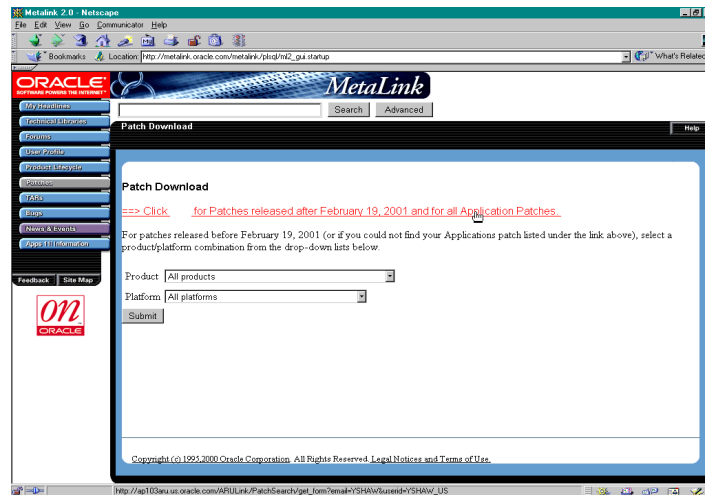 Metalink 2.0 - Netscape
File Edit View Go Communicator Help
Bookmarks Location: http://metalink.oracle.com/metalink/plsql/ml2_gui.startup What's Related
ORACLE
SOFTWARE POWERS THE INTERNET
MetaLink
Search Advanced
My Headlines
Technical Libraries
Forums
User Profile
Product Lifecycle
Patches
TARs
Bugs
News & Events
Apps 11i Information
Feedback Site Map
ON
ORACLE
Patch Download
Help
Patch Download
==> Click for Patches released after February 19, 2001 and for all Application Patches.
For patches released before February 19, 2001 (or if you could not find your Applications patch listed under the link above), select a
product/platform combination from the drop-down lists below.
Product All products
Platform All platforms
Submit
Copyright (c) 1995,2000 Oracle Corporation. All Rights Reserved. Legal Notices and Terms of Use.
http://ap103aru.us.oracle.com/ARULink/PatchSearch/get_form?email=YSHAW&userid=YSHAW_US